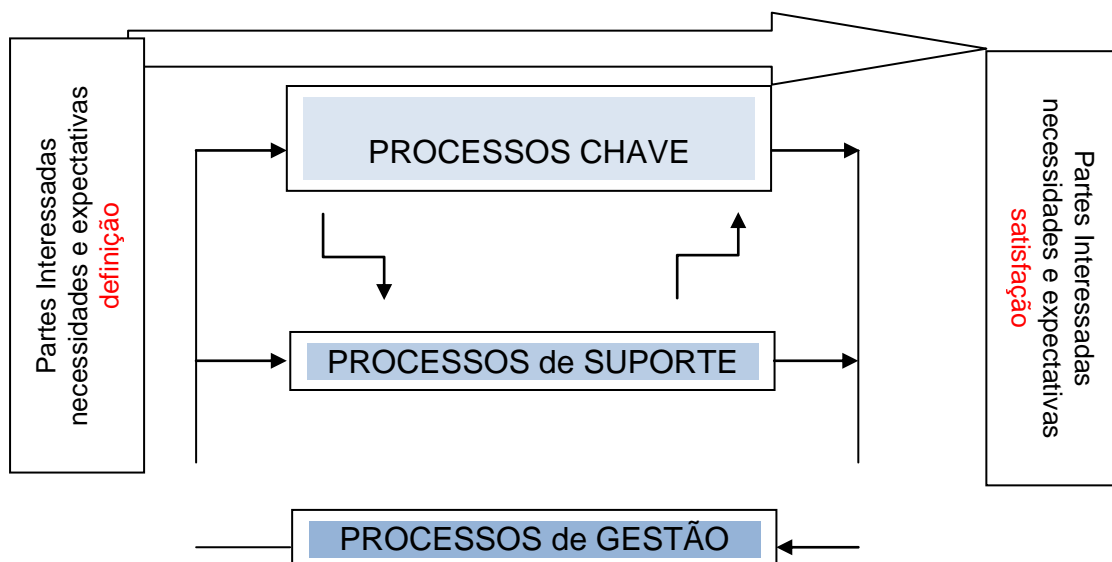 Partes Interessadas
necessidades e expectativas
definição
PROCESSOS CHAVE
PROCESSOS de SUPORTE
PROCESSOS de GESTÃO
Partes Interessadas
necessidades e expectativas
satisfação